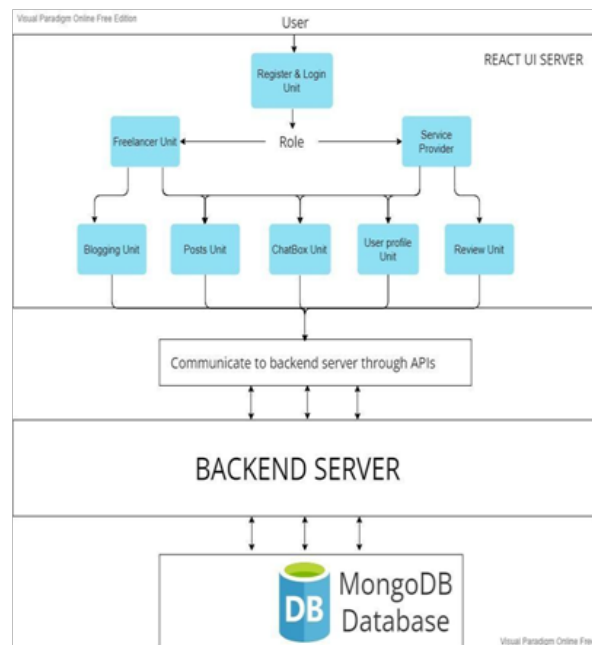 Visual Paradigm Online Free Edition
User
REACT UI SERVER
Register & Login
Unit
Freelancer Unit
Role
Service
Provider
Blogging Unit
Posts Unit
ChatBox Unit
User profile
Unit
Review Unit
Communicate to backend server through APIs
BACKEND SERVER
DB
MongoDB
Database
Visual Paradigm Online Free